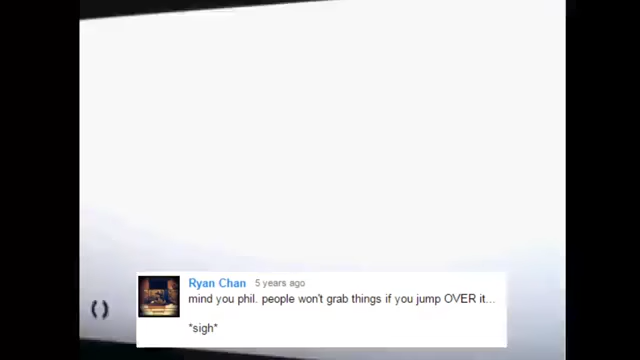 Ryan Chan 5 years ago
mind you phil. people won't grab things if you jump OVER it...
*sigh*